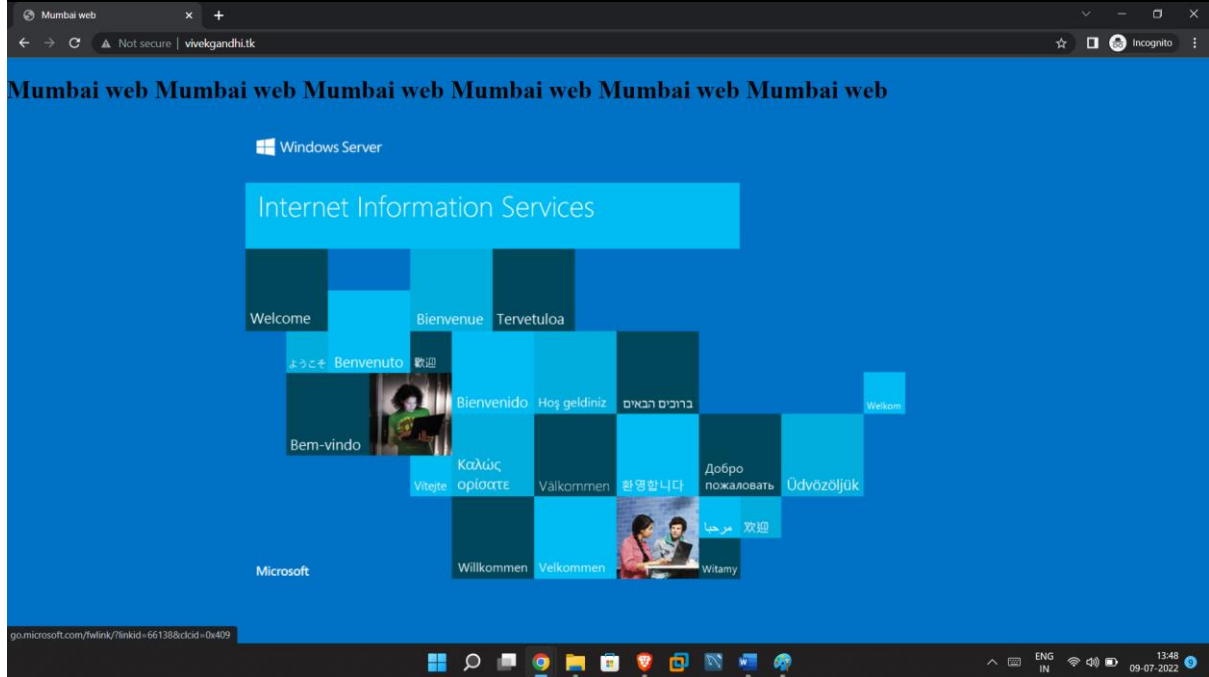 Mumbai web
Not secure | vivekgandhi.tk
Incognito
Mumbai web Mumbai web Mumbai web Mumbai web Mumbai web Mumbai web
Windows Server
Internet Information Services
Welcome
Bienvenue
Tervetuloa
ようこそ
Benvenuto
歡迎
Bienvenido
Hoş geldiniz
ברוכים הבאים
Welkom
Bem-vindo
Vítejte
Καλώς
ορίσατε
Välkommen
환영합니다
Добро
пожаловать
Üdvözöljük
مرحبا
欢迎
Microsoft
Willkommen
Velkommen
Witamy
go.microsoft.com/fwlink/?linkid=66138&clcid=0x409
ENG
IN
13:48
09-07-2022
9